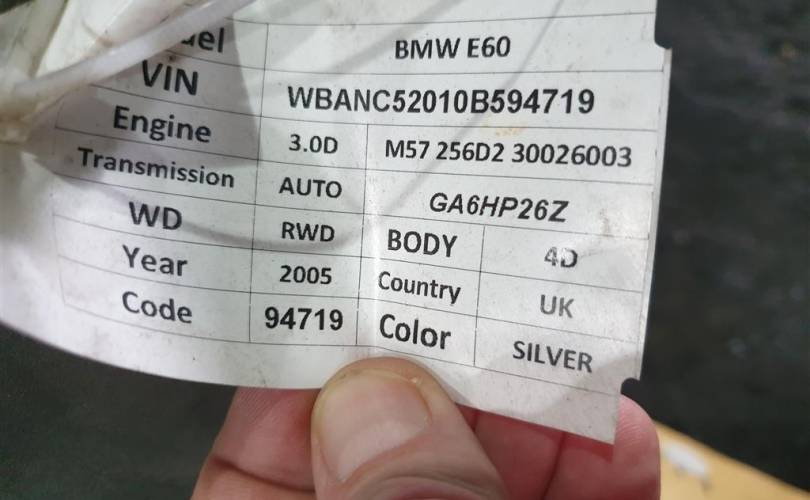 BMW E60
VIN WBANC52010B594719
Engine 3.0D M57 256D2 30026003
Transmission AUTO GA6HP26Z
WD RWD BODY 4D
Year 2005 Country UK
Code 94719 Color SILVER